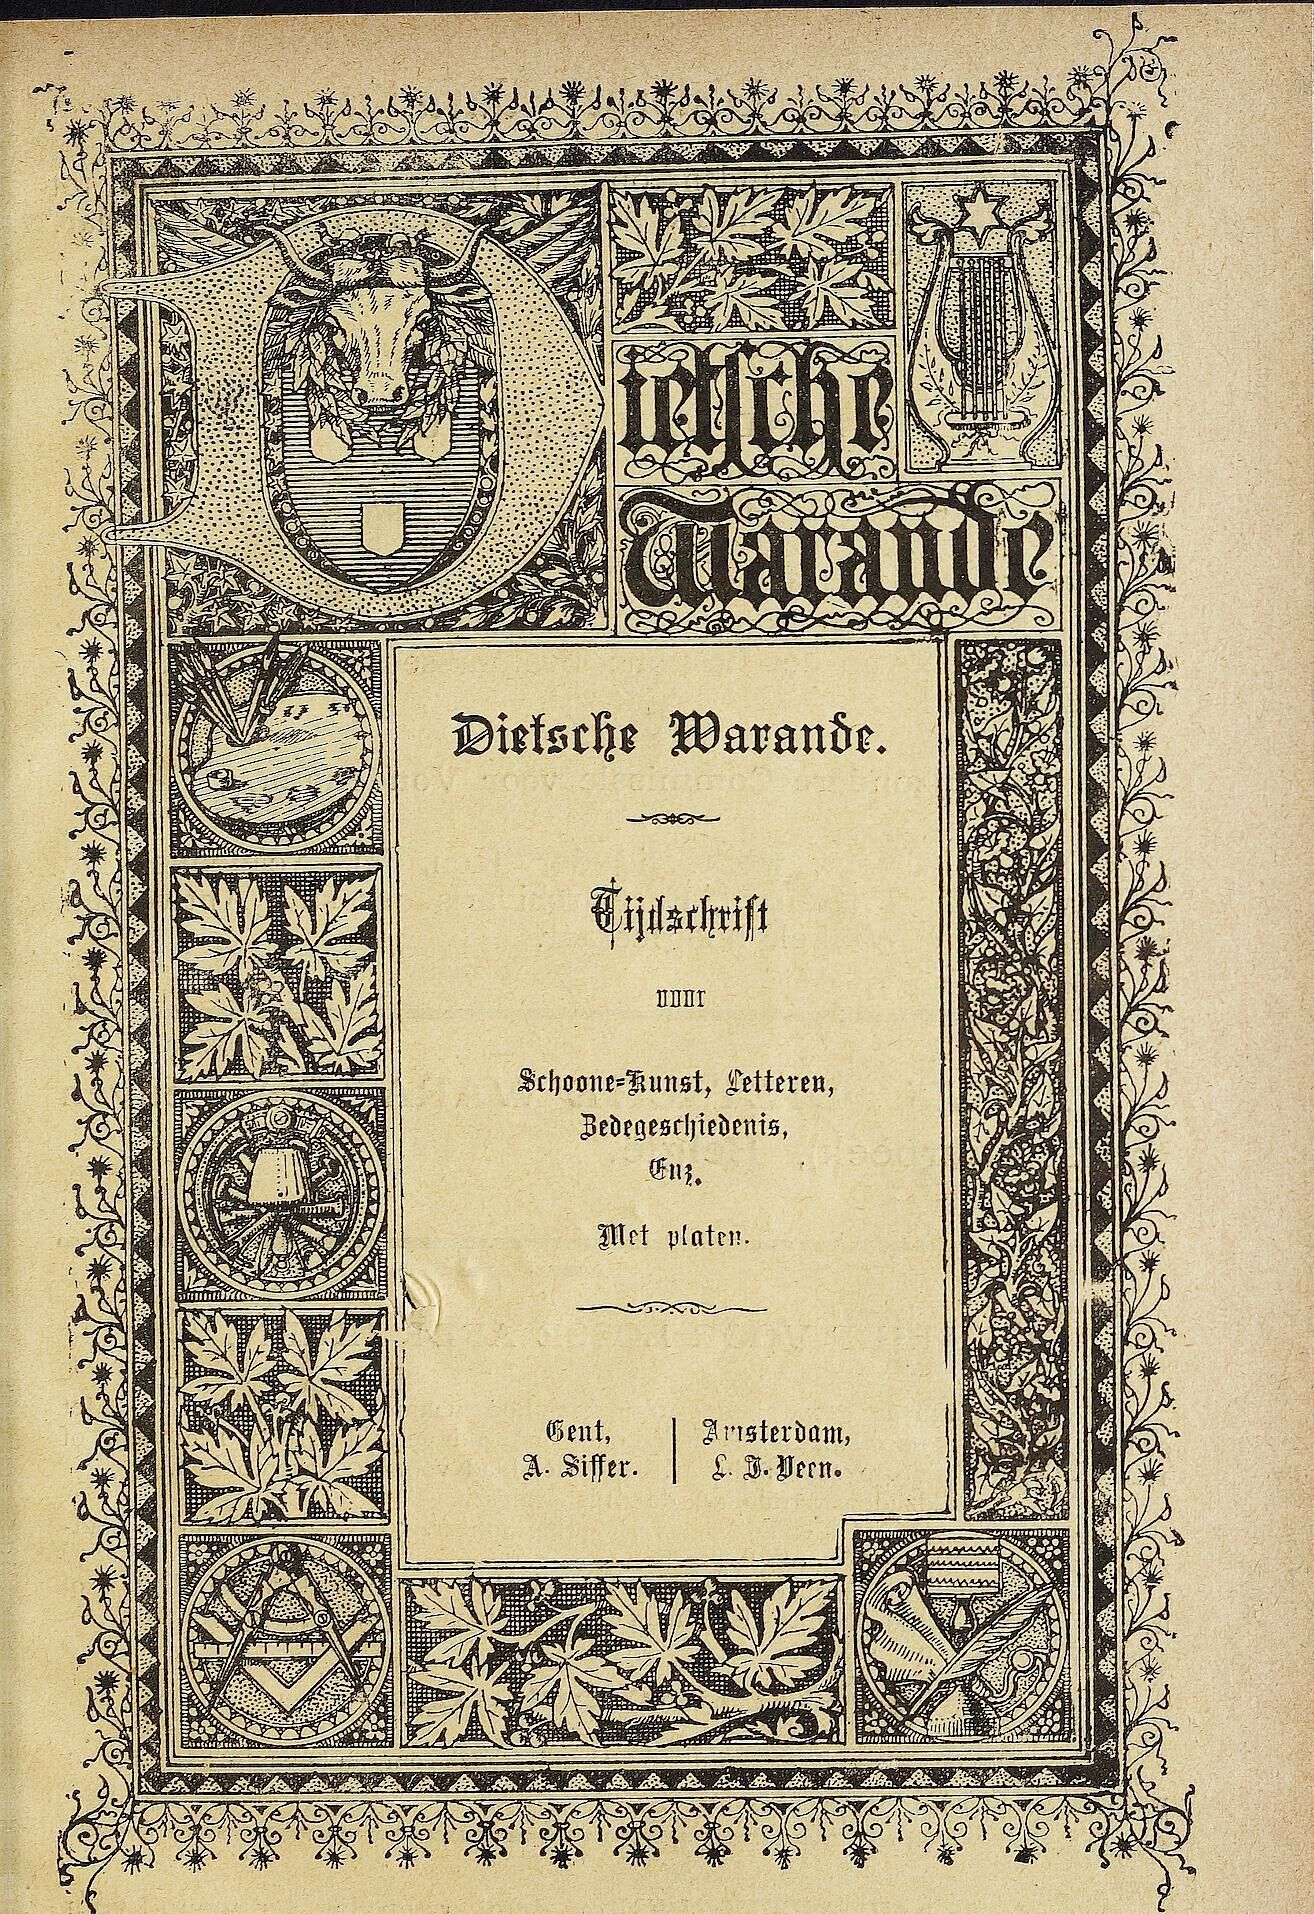 Dietsche
Warande
Dietsche Warande.
Tijdschrift
voor
Schoone=Kunst, Letteren,
Zedegeschiedenis,
Enz.
Met platen.
Gent,
A. Siffer.
Amsterdam,
L. J. Veen.